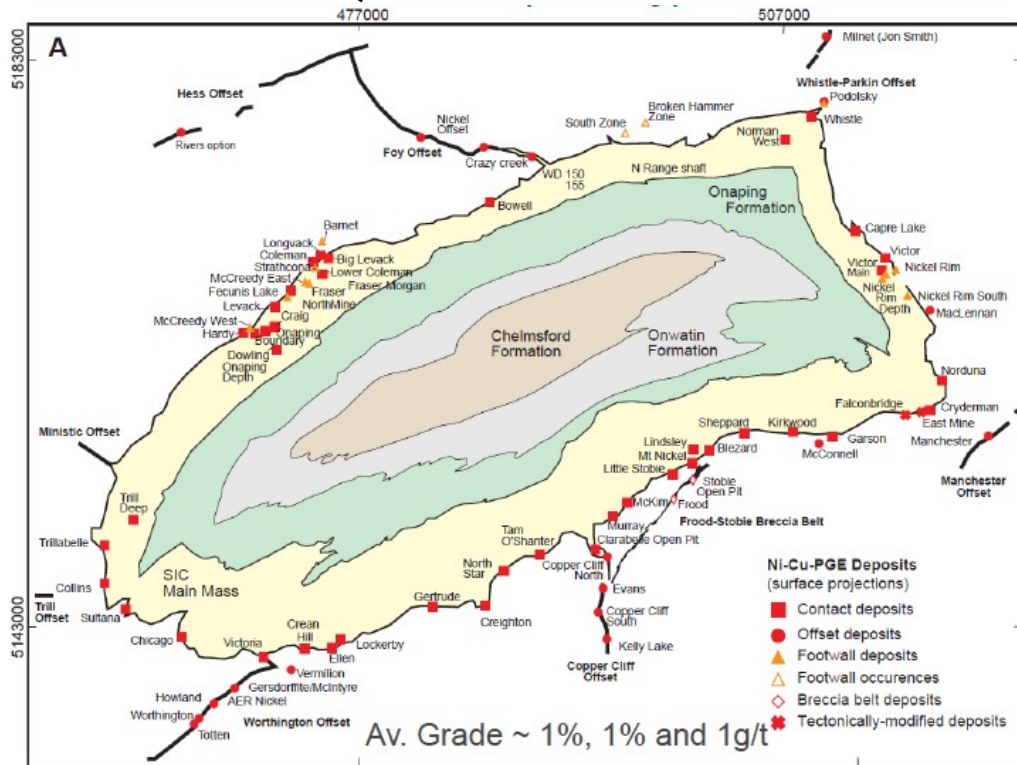 477000
507000
5183000
5143000
A
Milnet (Jon Smith)
Hess Offset
Whistle-Parkin Offset
Podolsky
Whistle
Broken Hammer
Zone
South Zone
Nickel
Offset
Rivers option
Foy Offset
Crazy creek
Norman
West
WD 150
155
N Range shaft
Onaping
Formation
Bowell
Capre Lake
Barnet
Longvack
Coleman
Strathcona
Big Levack
Lower Coleman
McCreedy East
Fraser Morgan
Fecunis Lake
Fraser
NorthMine
Levack
Craig
McCreedy West
Hardy
Onaping
Boundary
Dowling
Onaping
Depth
Victor
Victor
Main
Nickel Rim
Nickel
Rim
Depth
Nickel Rim South
MacLennan
Chelmsford
Formation
Onwatin
Formation
Norduna
Falconbridge
Cryderman
East Mine
Manchester
Manchester
Offset
Sheppard
Kirkwood
Garson
McConnell
Lindsley
Mt Nickel
Blezard
Little Stobie
Stobie
Open Pit
Frood
McKim
Frood-Stobie Breccia Belt
Murray
Clarabelle Open Pit
Ministic Offset
Trill
Deep
Trillabelle
Collins
Trill
Offset
Sultana
SIC
Main Mass
Tam
O'Shanter
North
Star
Copper Cliff
North
Evans
Copper Cliff
South
Kelly Lake
Copper Cliff
Offset
Gertrude
Creighton
Chicago
Victoria
Crean
Hill
Lockerby
Ellen
Vermilion
Gersdorffite/McIntyre
AER Nickel
Howland
Worthington
Totten
Worthington Offset
Ni-Cu-PGE Deposits
(surface projections)
Contact deposits
Offset deposits
Footwall deposits
Footwall occurences
Breccia belt deposits
Tectonically-modified deposits
Av. Grade ~ 1%, 1% and 1g/t